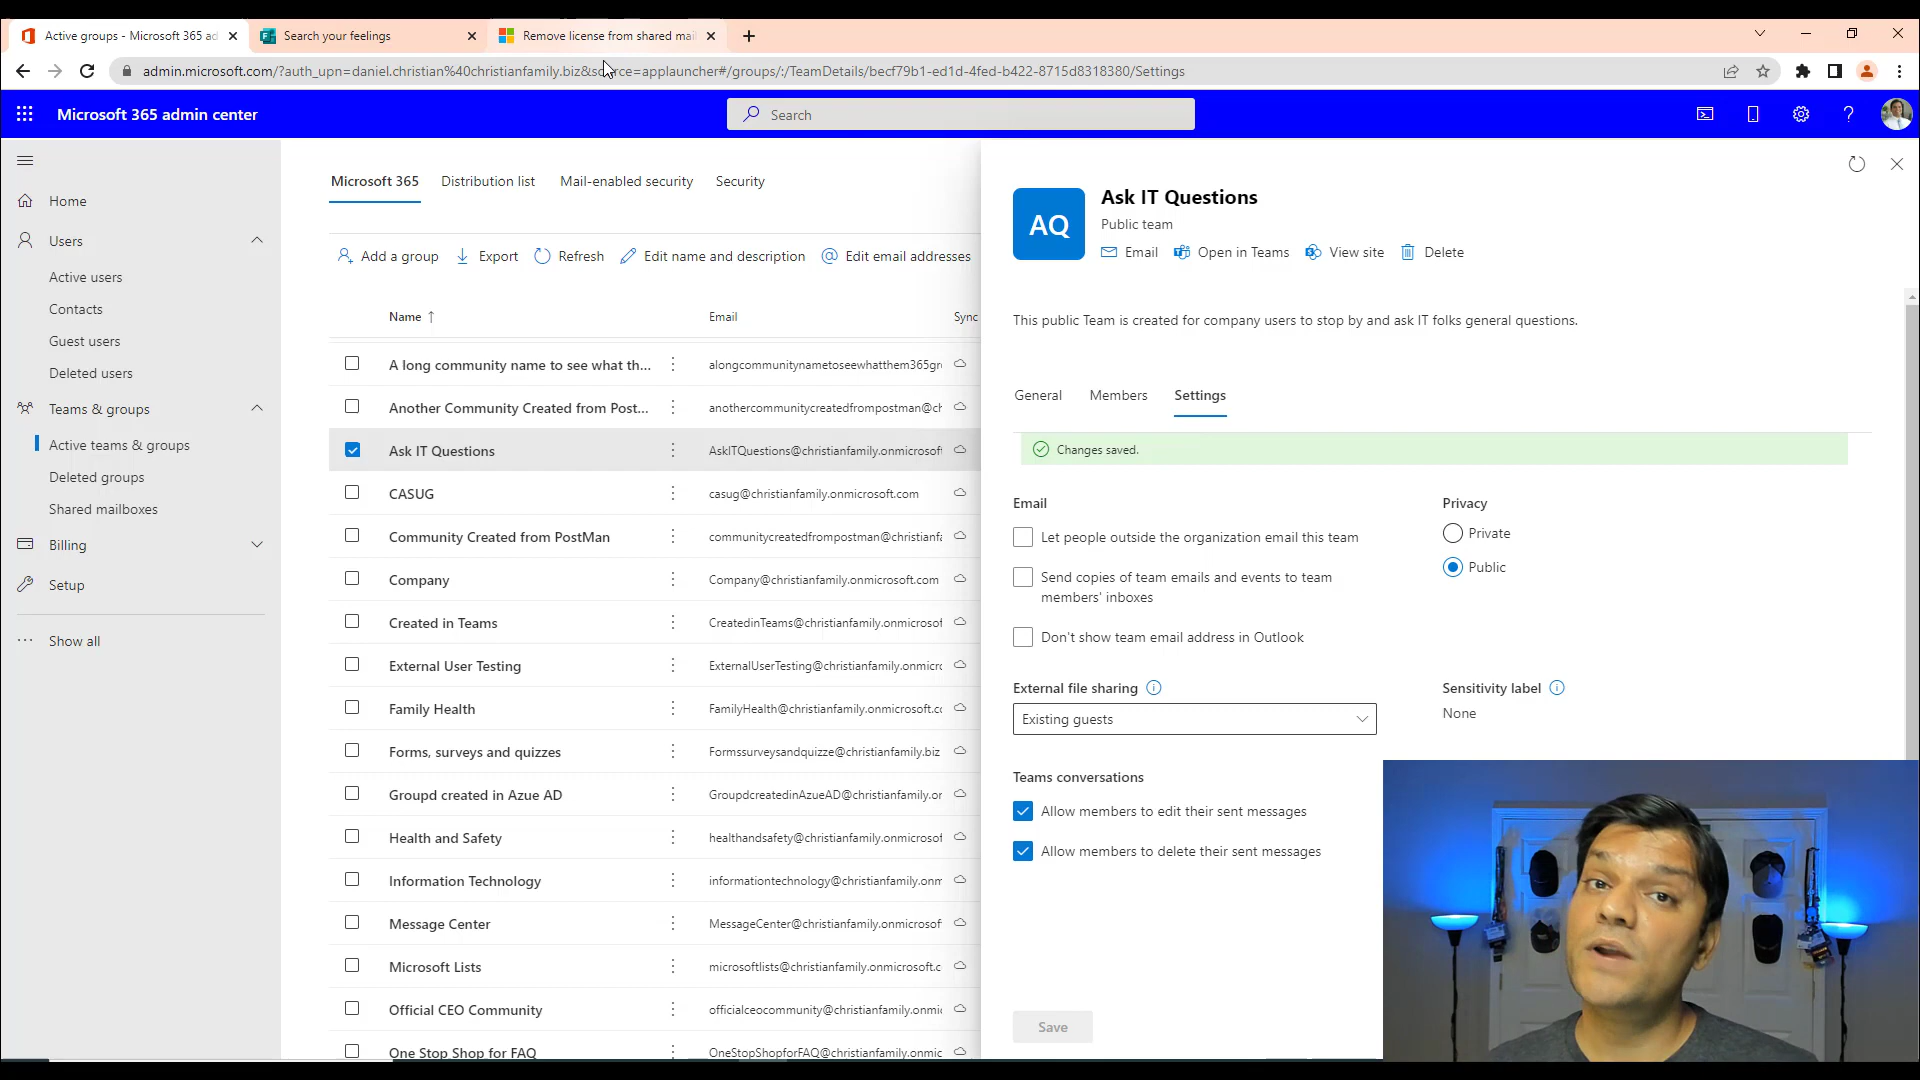 Active groups - Microsoft 365 ad
Search your feelings
Remove license from shared mai
admin.microsoft.com/?auth_upn=daniel.christian%40christianfamily.biz&source=applauncher#/groups/:/TeamDetails/becf79b1-ed1d-4fed-b422-8715d8318380/Settings
Microsoft 365 admin center
Search
Home
Users
Active users
Contacts
Guest users
Deleted users
Teams & groups
Active teams & groups
Deleted groups
Shared mailboxes
Billing
Setup
Show all
Microsoft 365 Distribution list Mail-enabled security Security
Add a group Export Refresh Edit name and description Edit email addresses
Name ↑ Email Sync
A long community name to see what th... alongcommunitynametoseewhatthem365gr
Another Community Created from Post... anothercommunitycreatedfrompostman@ch
Ask IT Questions AskITQuestions@christianfamily.onmicrosoft
CASUG casug@christianfamily.onmicrosoft.com
Community Created from PostMan communitycreatedfrompostman@christianfa
Company Company@christianfamily.onmicrosoft.com
Created in Teams CreatedinTeams@christianfamily.onmicrosof
External User Testing ExternalUserTesting@christianfamily.onmicro
Family Health FamilyHealth@christianfamily.onmicrosoft.co
Forms, surveys and quizzes Formssurveysandquizze@christianfamily.biz
Groupd created in Azue AD GroupdcreatedinAzueAD@christianfamily.or
Health and Safety healthandsafety@christianfamily.onmicrosof
Information Technology informationtechnology@christianfamily.onm
Message Center MessageCenter@christianfamily.onmicrosof
Microsoft Lists microsoftlists@christianfamily.onmicrosoft.c
Official CEO Community officialceocommunity@christianfamily.onmic
One Stop Shop for FAQ OneStopShopforFAQ@christianfamily.onmic
AQ
Ask IT Questions
Public team
Email Open in Teams View site Delete
This public Team is created for company users to stop by and ask IT folks general questions.
General Members Settings
Changes saved.
Email
Let people outside the organization email this team
Send copies of team emails and events to team
members' inboxes
Don't show team email address in Outlook
Privacy
Private
Public
External file sharing
Existing guests
Sensitivity label
None
Teams conversations
Allow members to edit their sent messages
Allow members to delete their sent messages
Save